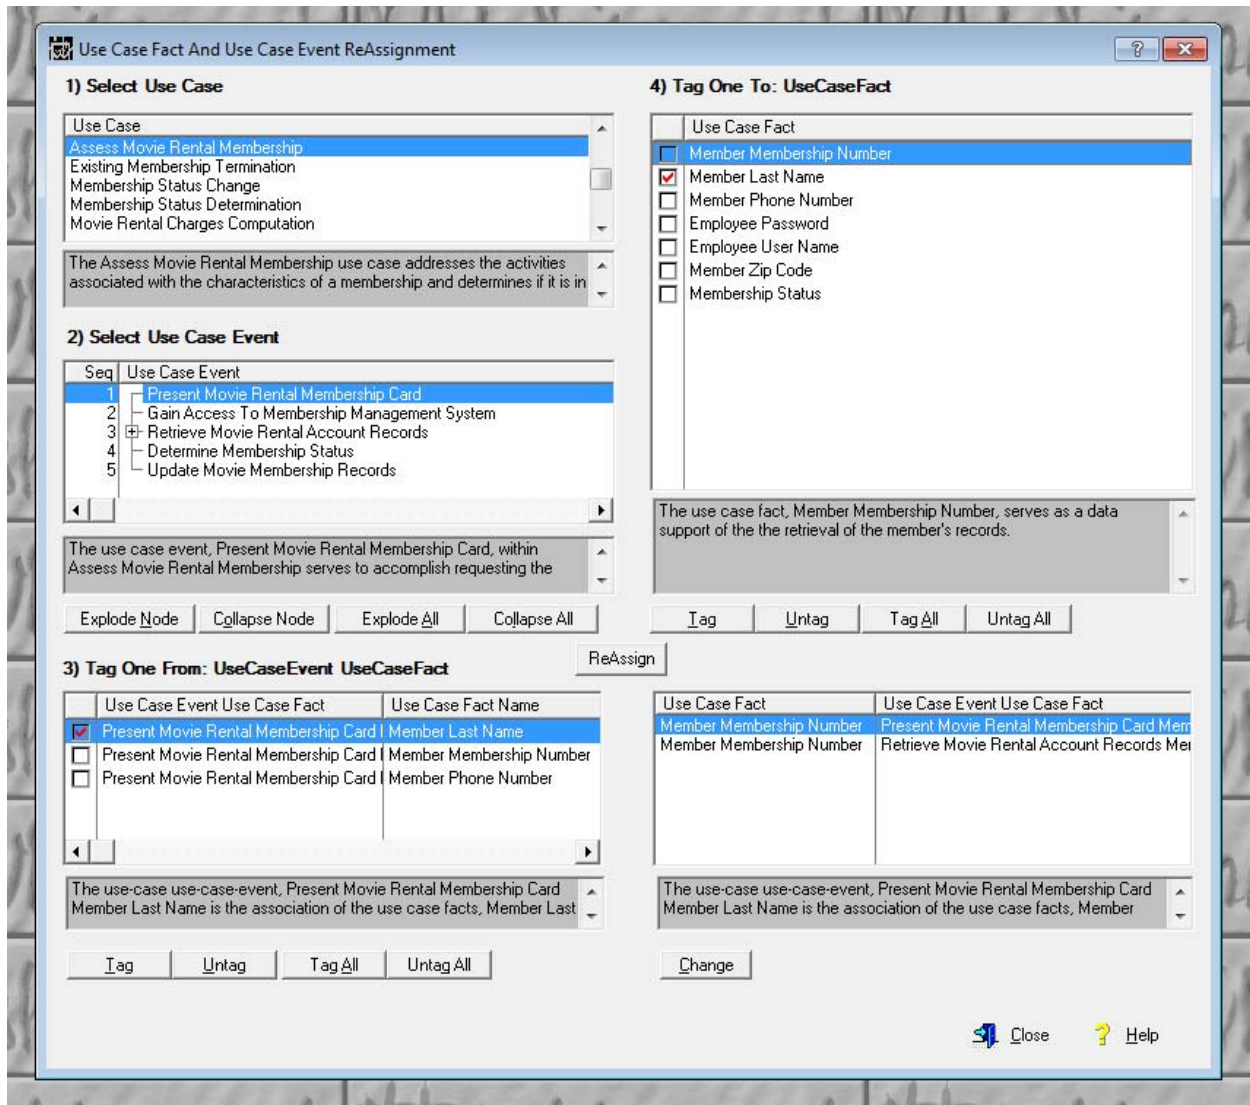 Use Case Fact And Use Case Event ReAssignment
1) Select Use Case
Use Case
Assess Movie Rental Membership
Existing Membership Termination
Membership Status Change
Membership Status Determination
Movie Rental Charges Computation
The Assess Movie Rental Membership use case addresses the activities
associated with the characteristics of a membership and determines if it is in
2) Select Use Case Event
Seq Use Case Event
1 Present Movie Rental Membership Card
2 Gain Access To Membership Management System
3 Retrieve Movie Rental Account Records
4 Determine Membership Status
5 Update Movie Membership Records
The use case event, Present Movie Rental Membership Card, within
Assess Movie Rental Membership serves to accomplish requesting the
Explode Node Collapse Node Explode All Collapse All
4) Tag One To: UseCaseFact
Use Case Fact
Member Membership Number
Member Last Name
Member Phone Number
Employee Password
Employee User Name
Member Zip Code
Membership Status
The use case fact, Member Membership Number, serves as a data
support of the the retrieval of the member's records.
Tag Untag Tag All Untag All
ReAssign
3) Tag One From: UseCaseEvent UseCaseFact
Use Case Event Use Case Fact Use Case Fact Name
Present Movie Rental Membership Card Member Last Name
Present Movie Rental Membership Card Member Membership Number
Present Movie Rental Membership Card Member Phone Number
The use-case use-case-event, Present Movie Rental Membership Card
Member Last Name is the association of the use case facts, Member Last
Tag Untag Tag All Untag All
Use Case Fact Use Case Event Use Case Fact
Member Membership Number Present Movie Rental Membership Card Mem
Member Membership Number Retrieve Movie Rental Account Records Mer
The use-case use-case-event, Present Movie Rental Membership Card
Member Last Name is the association of the use case facts, Member
Change
Close Help